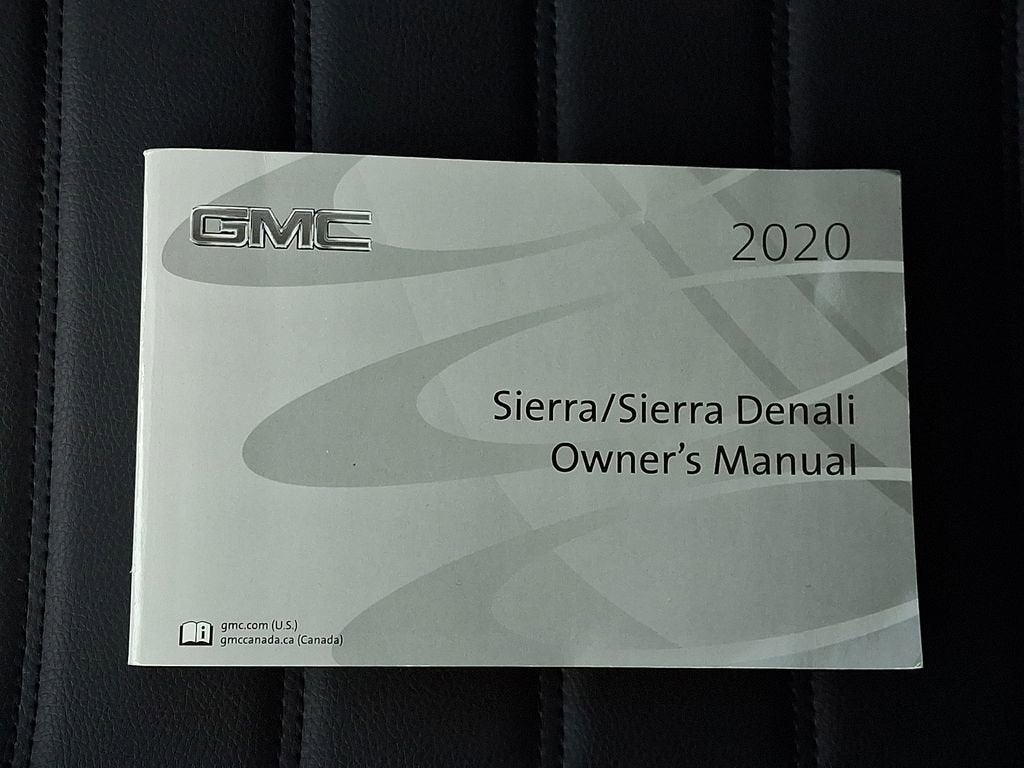 GMC
2020
Sierra/Sierra Denali
Owner's Manual
gmc.com (U.S.)
gmccanada.ca (Canada)